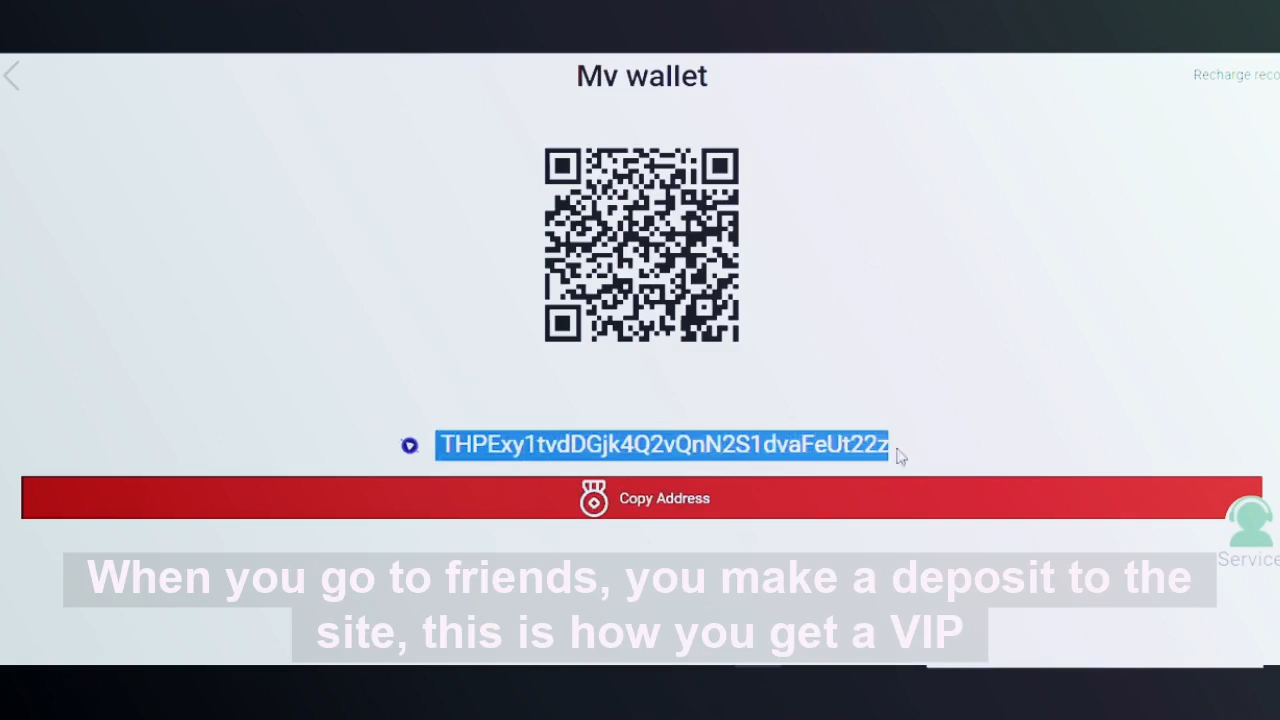 Mv wallet
Recharge reco
THPExy1tvdDGjk4Q2vQnN2S1dvaFeUt22z
Copy Address
Service
When you go to friends, you make a deposit to the
site, this is how you get a VIP